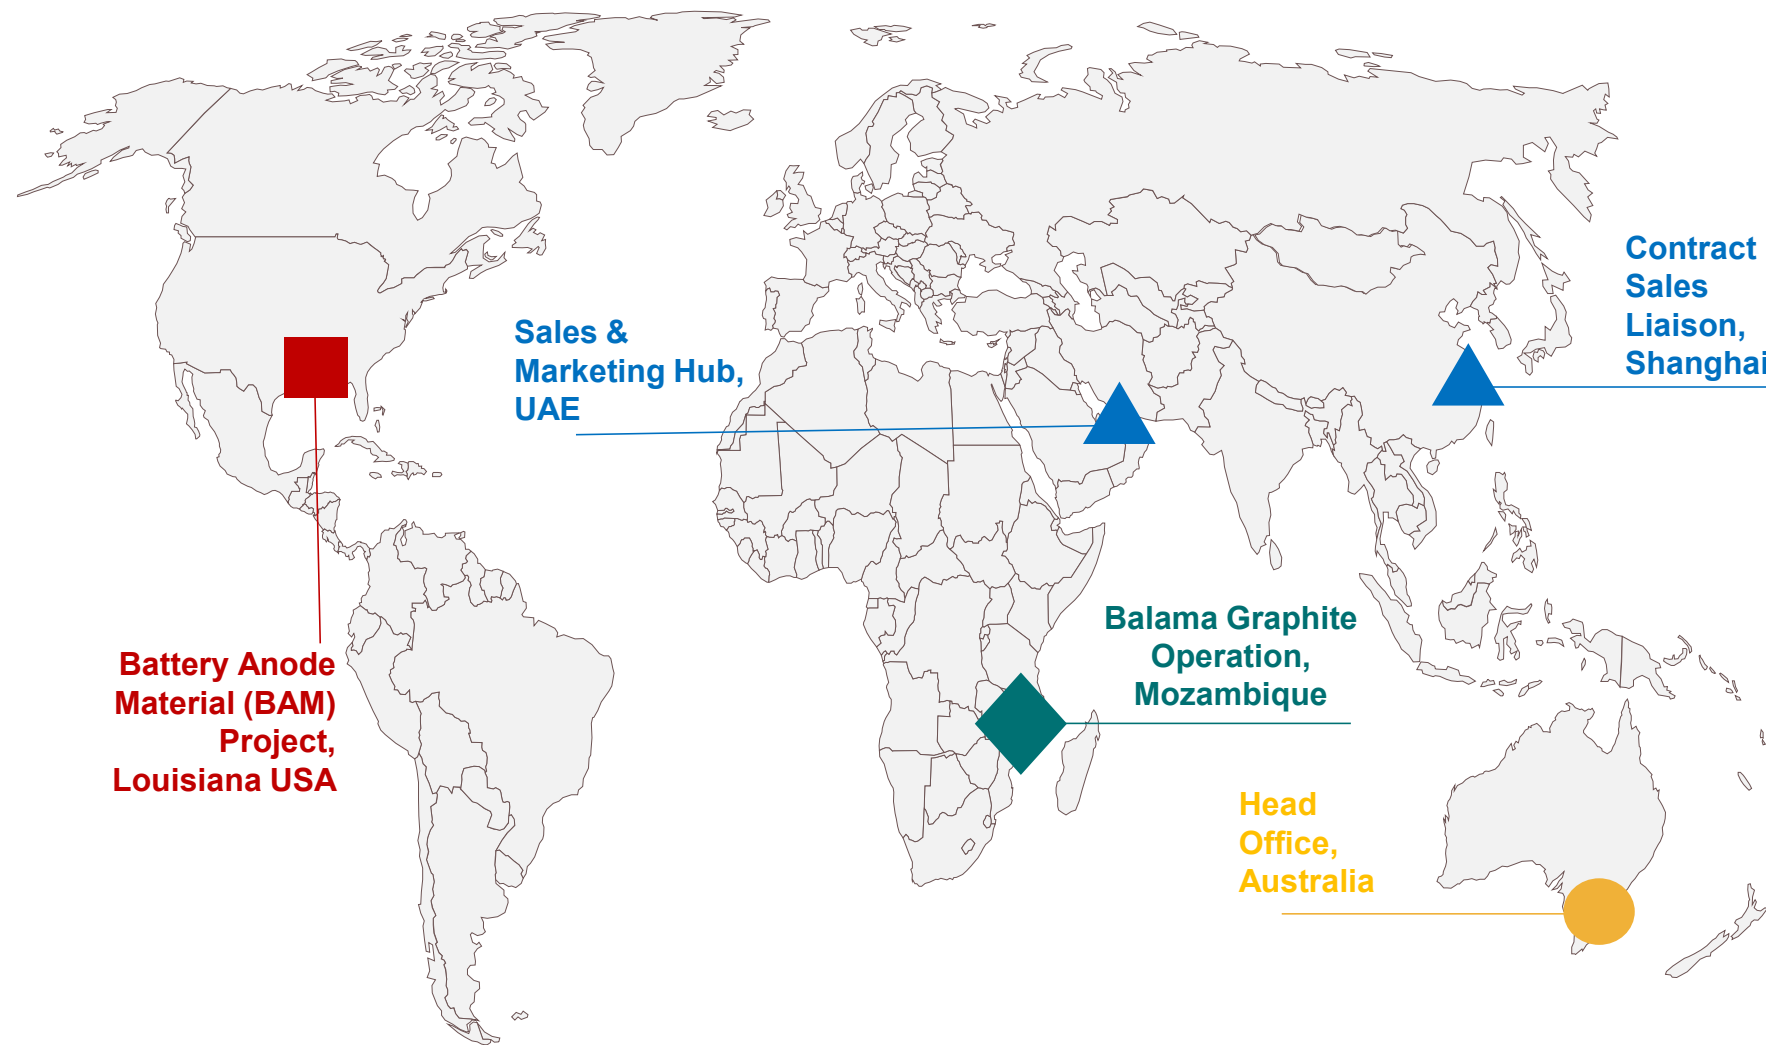 Contract
Sales
Liaison,
Shanghai
Sales &
Marketing Hub,
UAE
Balama Graphite
Operation,
Mozambique
Battery Anode
Material (BAM)
Project,
Louisiana USA
Head
Office,
Australia